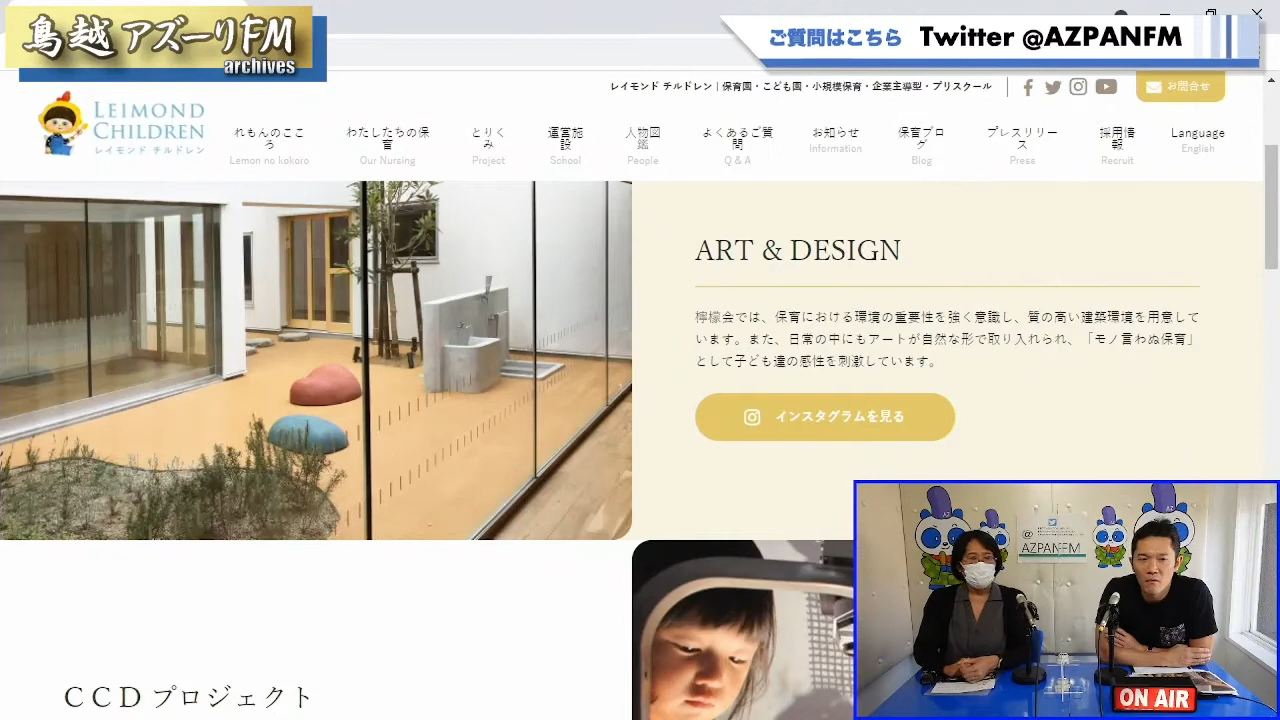 鳥越 アズーリFM
archives
ご質問はこちら Twitter @AZPANFM
レイモンド チルドレン | 保育園・こども園・小規模保育・企業主導型・プリスクール
お問合せ
LEIMOND
CHILDREN
レイモンド チルドレン
れもんのここ
ろ
Lemon no kokoro
わたしたちの保
育
Our Nursing
とりく
み
Project
運営施
設
School
人物図
鑑
People
よくあるご質
問
Q & A
お知らせ
Information
保育ブロ
グ
Blog
プレスリリー
ス
Press
採用情
報
Recruit
Language
English
ART & DESIGN
檸檬会では、保育における環境の重要性を強く意識し、質の高い建築環境を用意して
います。また、日常の中にもアートが自然な形で取り入れられ、「モノ言わぬ保育」
として子ども達の感性を刺激しています。
インスタグラムを見る
CCDプロジェクト
@
AZPANFM
ON AIR